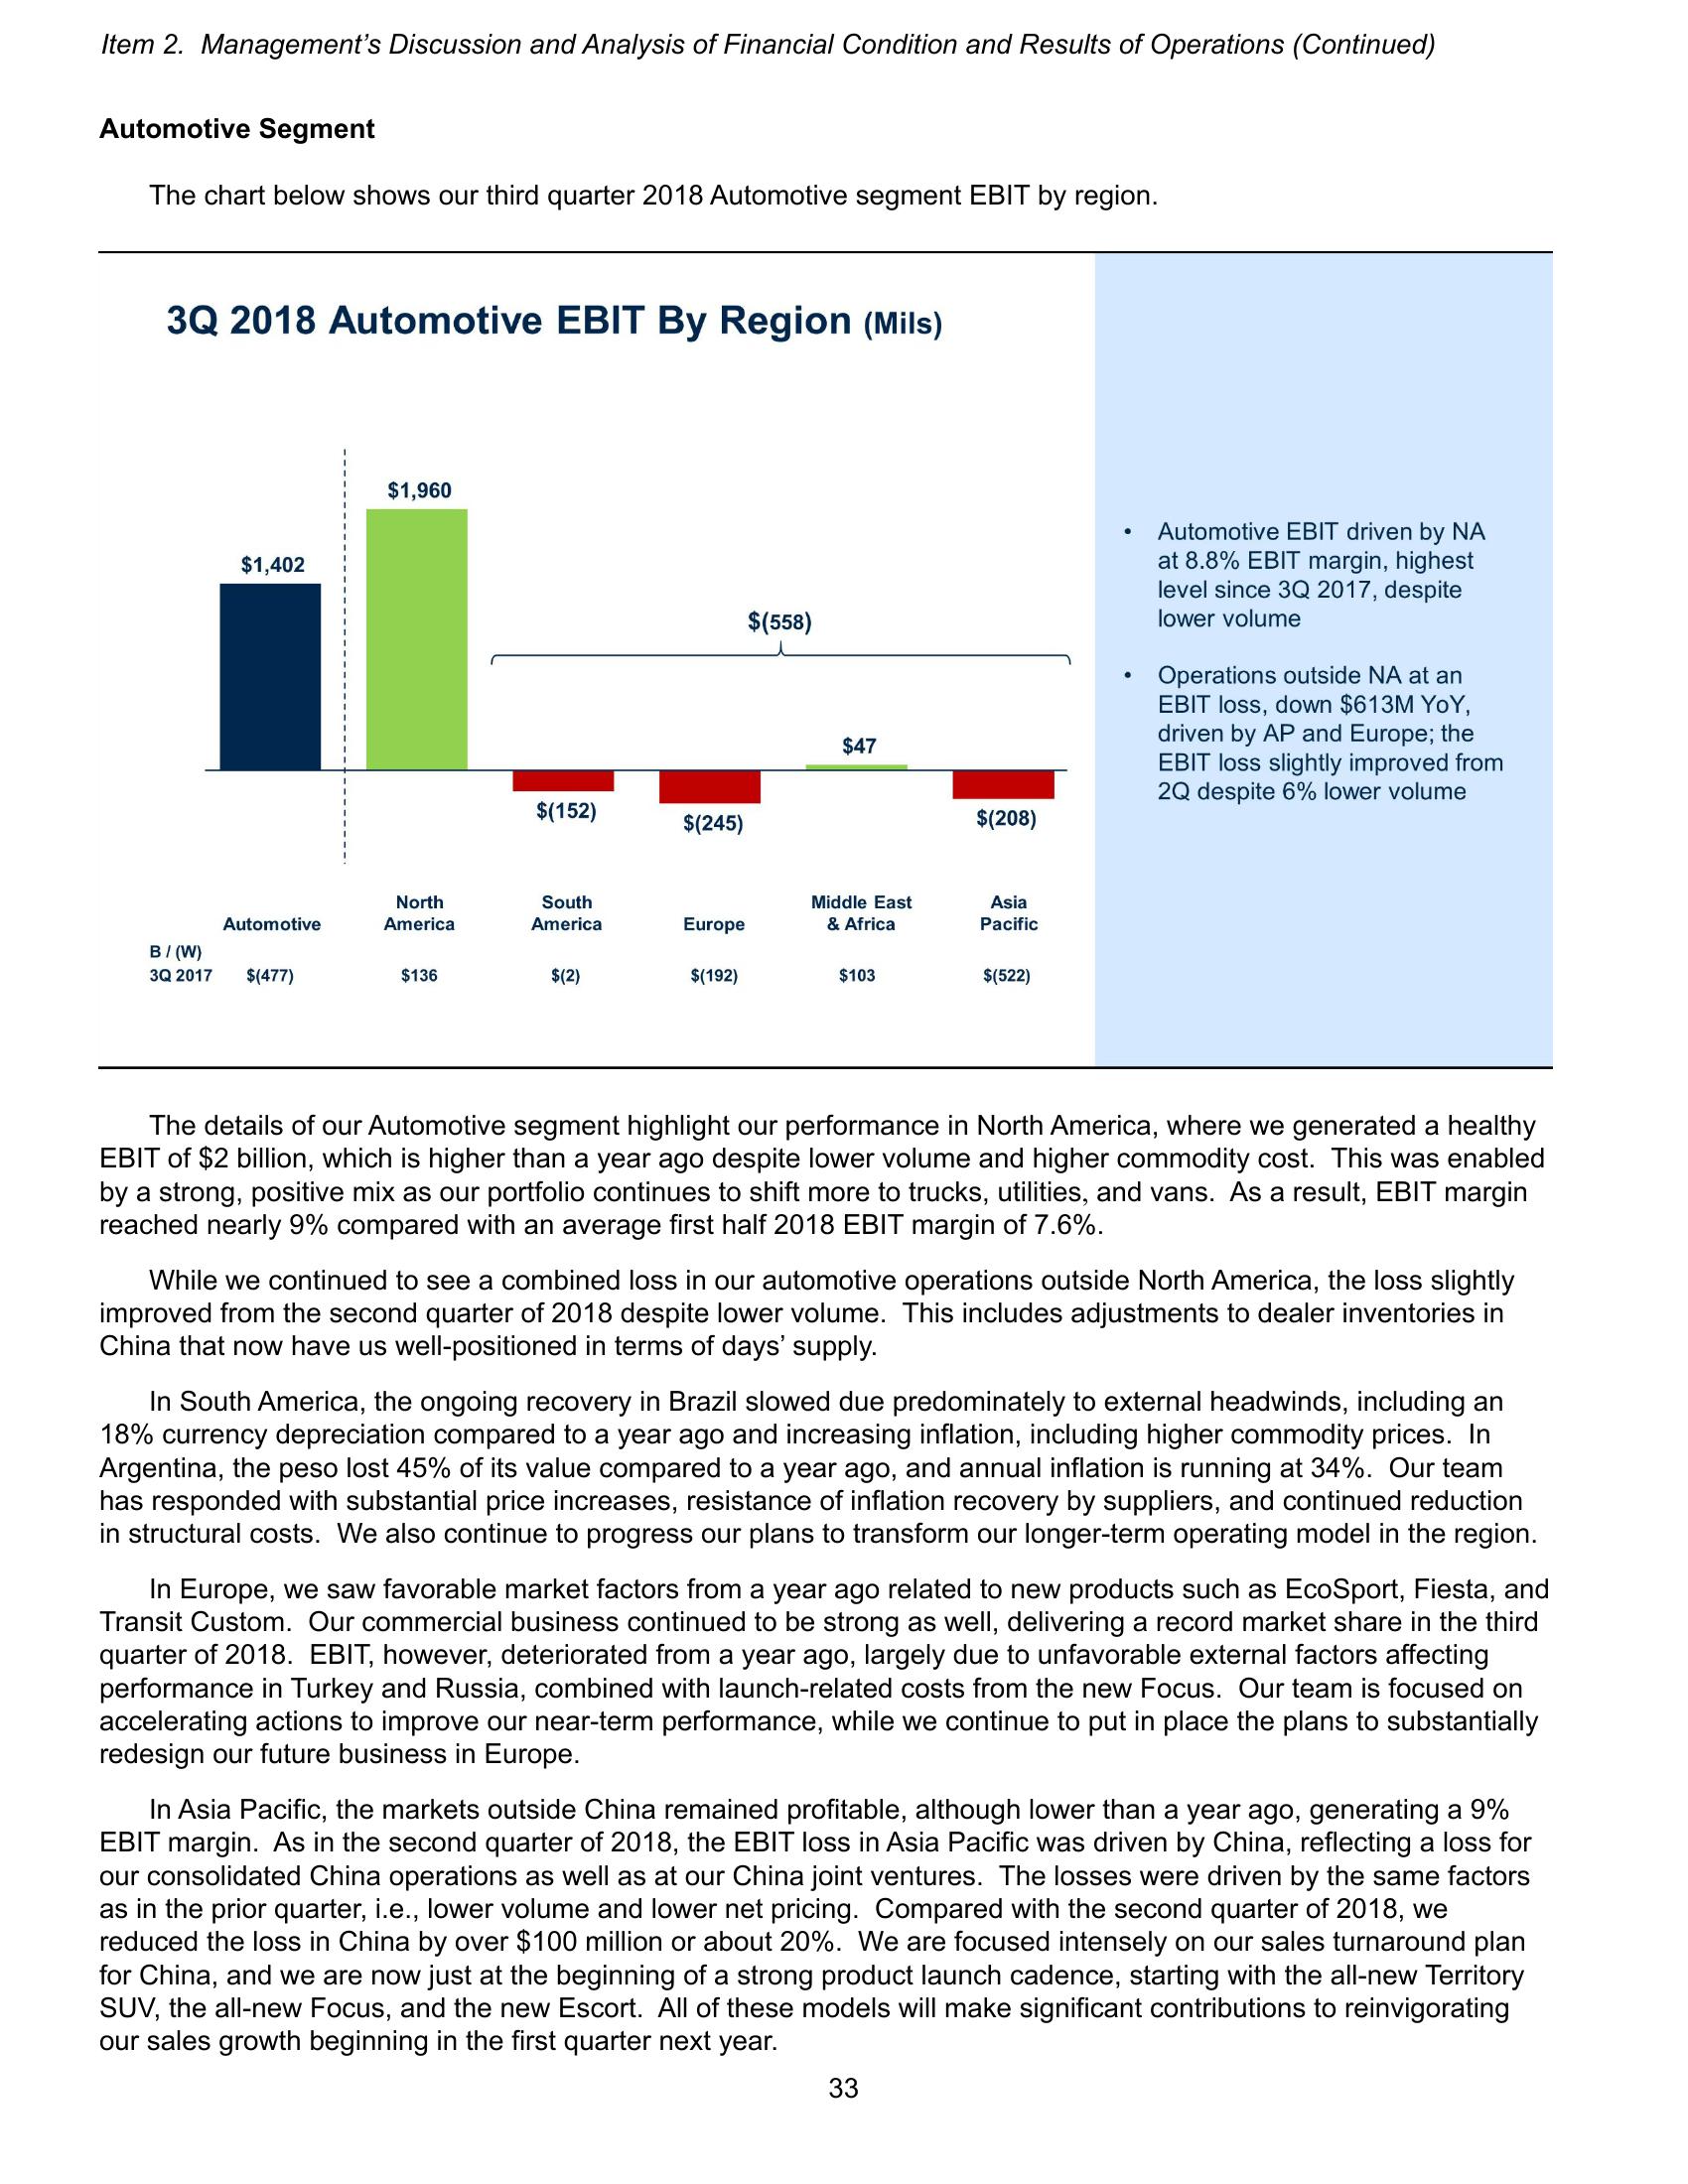 Item 2.  Management’s Discussion and Analysis of Financial Condition and Results of Operations (Continued)
Automotive Segment
The chart below shows our third quarter 2018 Automotive segment EBIT by region.
3Q 2018 Automotive EBIT By Region (Mils)
$1,402
$1,960
$(558)
$(152)
$(245)
$47
$(208)
Automotive
North
America
South
America
Europe
Middle East
& Africa
Asia
Pacific
B / (W)
3Q 2017 $(477) $136 $(2) $(192) $103 $(522)
• Automotive EBIT driven by NA
at 8.8% EBIT margin, highest
level since 3Q 2017, despite
lower volume
• Operations outside NA at an
EBIT loss, down $613M YoY,
driven by AP and Europe; the
EBIT loss slightly improved from
2Q despite 6% lower volume
The details of our Automotive segment highlight our performance in North America, where we generated a healthy
EBIT of $2 billion, which is higher than a year ago despite lower volume and higher commodity cost.  This was enabled
by a strong, positive mix as our portfolio continues to shift more to trucks, utilities, and vans.  As a result, EBIT margin
reached nearly 9% compared with an average first half 2018 EBIT margin of 7.6%.
While we continued to see a combined loss in our automotive operations outside North America, the loss slightly
improved from the second quarter of 2018 despite lower volume.  This includes adjustments to dealer inventories in
China that now have us well-positioned in terms of days’ supply.
In South America, the ongoing recovery in Brazil slowed due predominately to external headwinds, including an
18% currency depreciation compared to a year ago and increasing inflation, including higher commodity prices.  In
Argentina, the peso lost 45% of its value compared to a year ago, and annual inflation is running at 34%.  Our team
has responded with substantial price increases, resistance of inflation recovery by suppliers, and continued reduction
in structural costs.  We also continue to progress our plans to transform our longer-term operating model in the region.
In Europe, we saw favorable market factors from a year ago related to new products such as EcoSport, Fiesta, and
Transit Custom.  Our commercial business continued to be strong as well, delivering a record market share in the third
quarter of 2018.  EBIT, however, deteriorated from a year ago, largely due to unfavorable external factors affecting
performance in Turkey and Russia, combined with launch-related costs from the new Focus.  Our team is focused on
accelerating actions to improve our near-term performance, while we continue to put in place the plans to substantially
redesign our future business in Europe.
In Asia Pacific, the markets outside China remained profitable, although lower than a year ago, generating a 9%
EBIT margin.  As in the second quarter of 2018, the EBIT loss in Asia Pacific was driven by China, reflecting a loss for
our consolidated China operations as well as at our China joint ventures.  The losses were driven by the same factors
as in the prior quarter, i.e., lower volume and lower net pricing.  Compared with the second quarter of 2018, we
reduced the loss in China by over $100 million or about 20%.  We are focused intensely on our sales turnaround plan
for China, and we are now just at the beginning of a strong product launch cadence, starting with the all-new Territory
SUV, the all-new Focus, and the new Escort.  All of these models will make significant contributions to reinvigorating
our sales growth beginning in the first quarter next year.
33